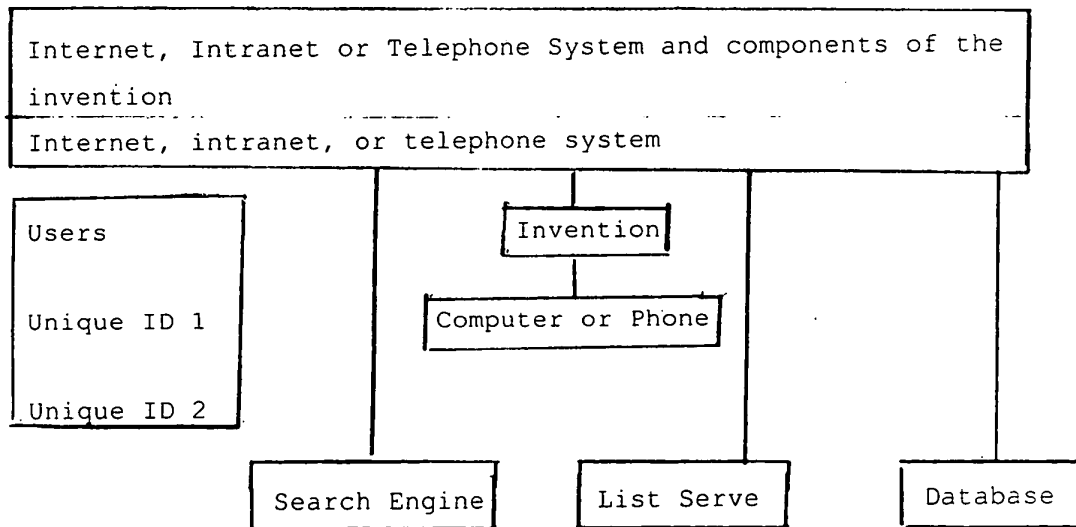 Internet, Intranet or Telephone System and components of the
invention
Internet, intranet, or telephone system
Users
Invention
Unique ID 1
Computer or Phone
Unique ID 2
Search Engine
List Serve
Database